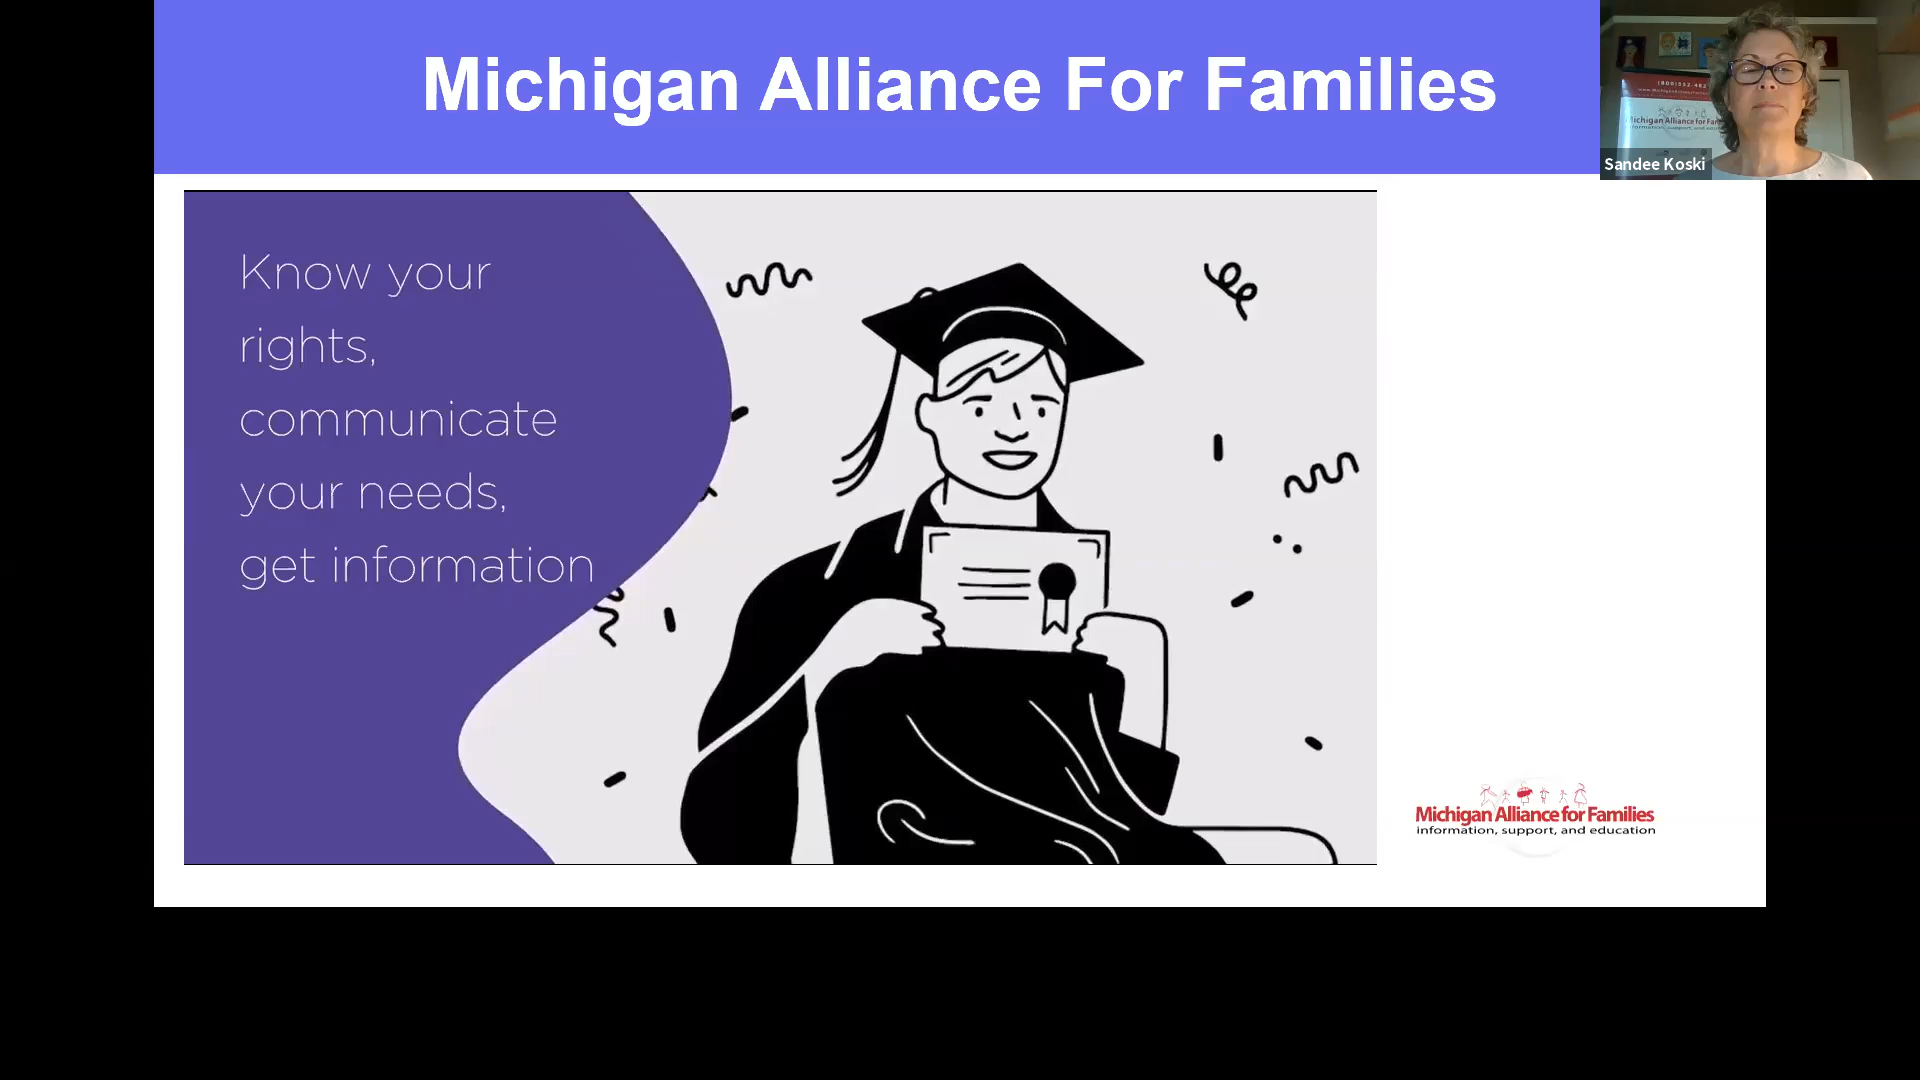 Michigan Alliance For Families
Sandee Koski
Know your
rights,
communicate
your needs,
get information
Michigan Alliance for Families
information, support, and education